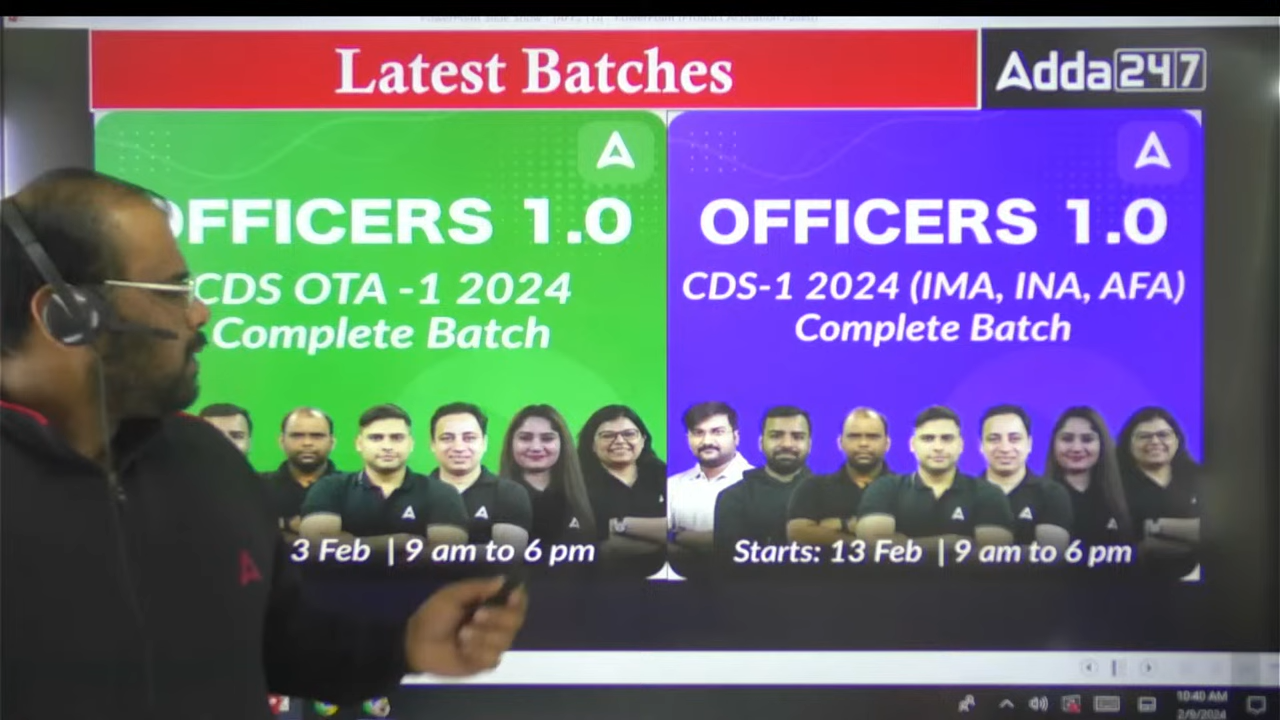 Latest Batches
Adda247
OFFICERS 1.0
CDS OTA -1 2024
Complete Batch
3 Feb | 9 am to 6 pm
OFFICERS 1.0
CDS-1 2024 (IMA, INA, AFA)
Complete Batch
Starts: 13 Feb | 9 am to 6 pm
10:40 AM
2/9/2024